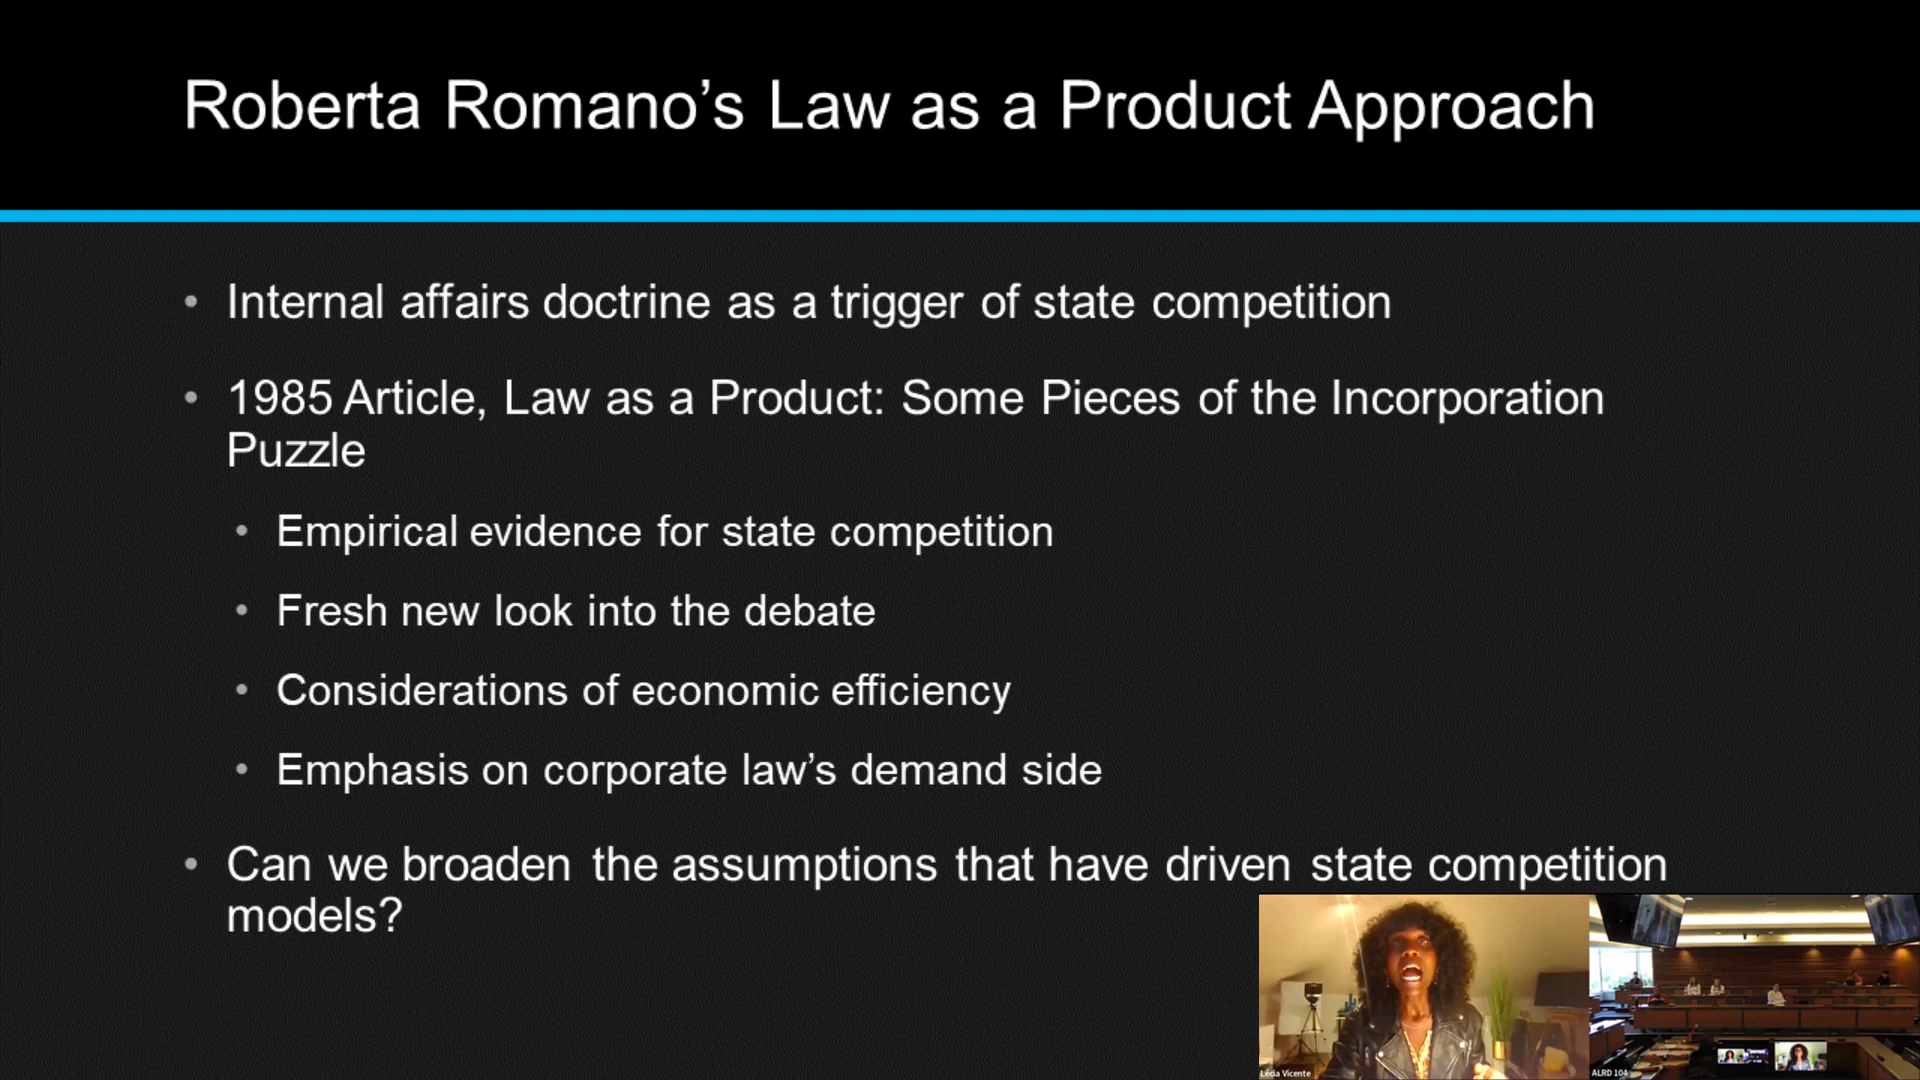 Roberta Romano’s Law as a Product Approach
• Internal affairs doctrine as a trigger of state competition
• 1985 Article, Law as a Product: Some Pieces of the Incorporation
Puzzle
• Empirical evidence for state competition
• Fresh new look into the debate
• Considerations of economic efficiency
• Emphasis on corporate law’s demand side
• Can we broaden the assumptions that have driven state competition
models?
Lécia Vicente
ALRD 104